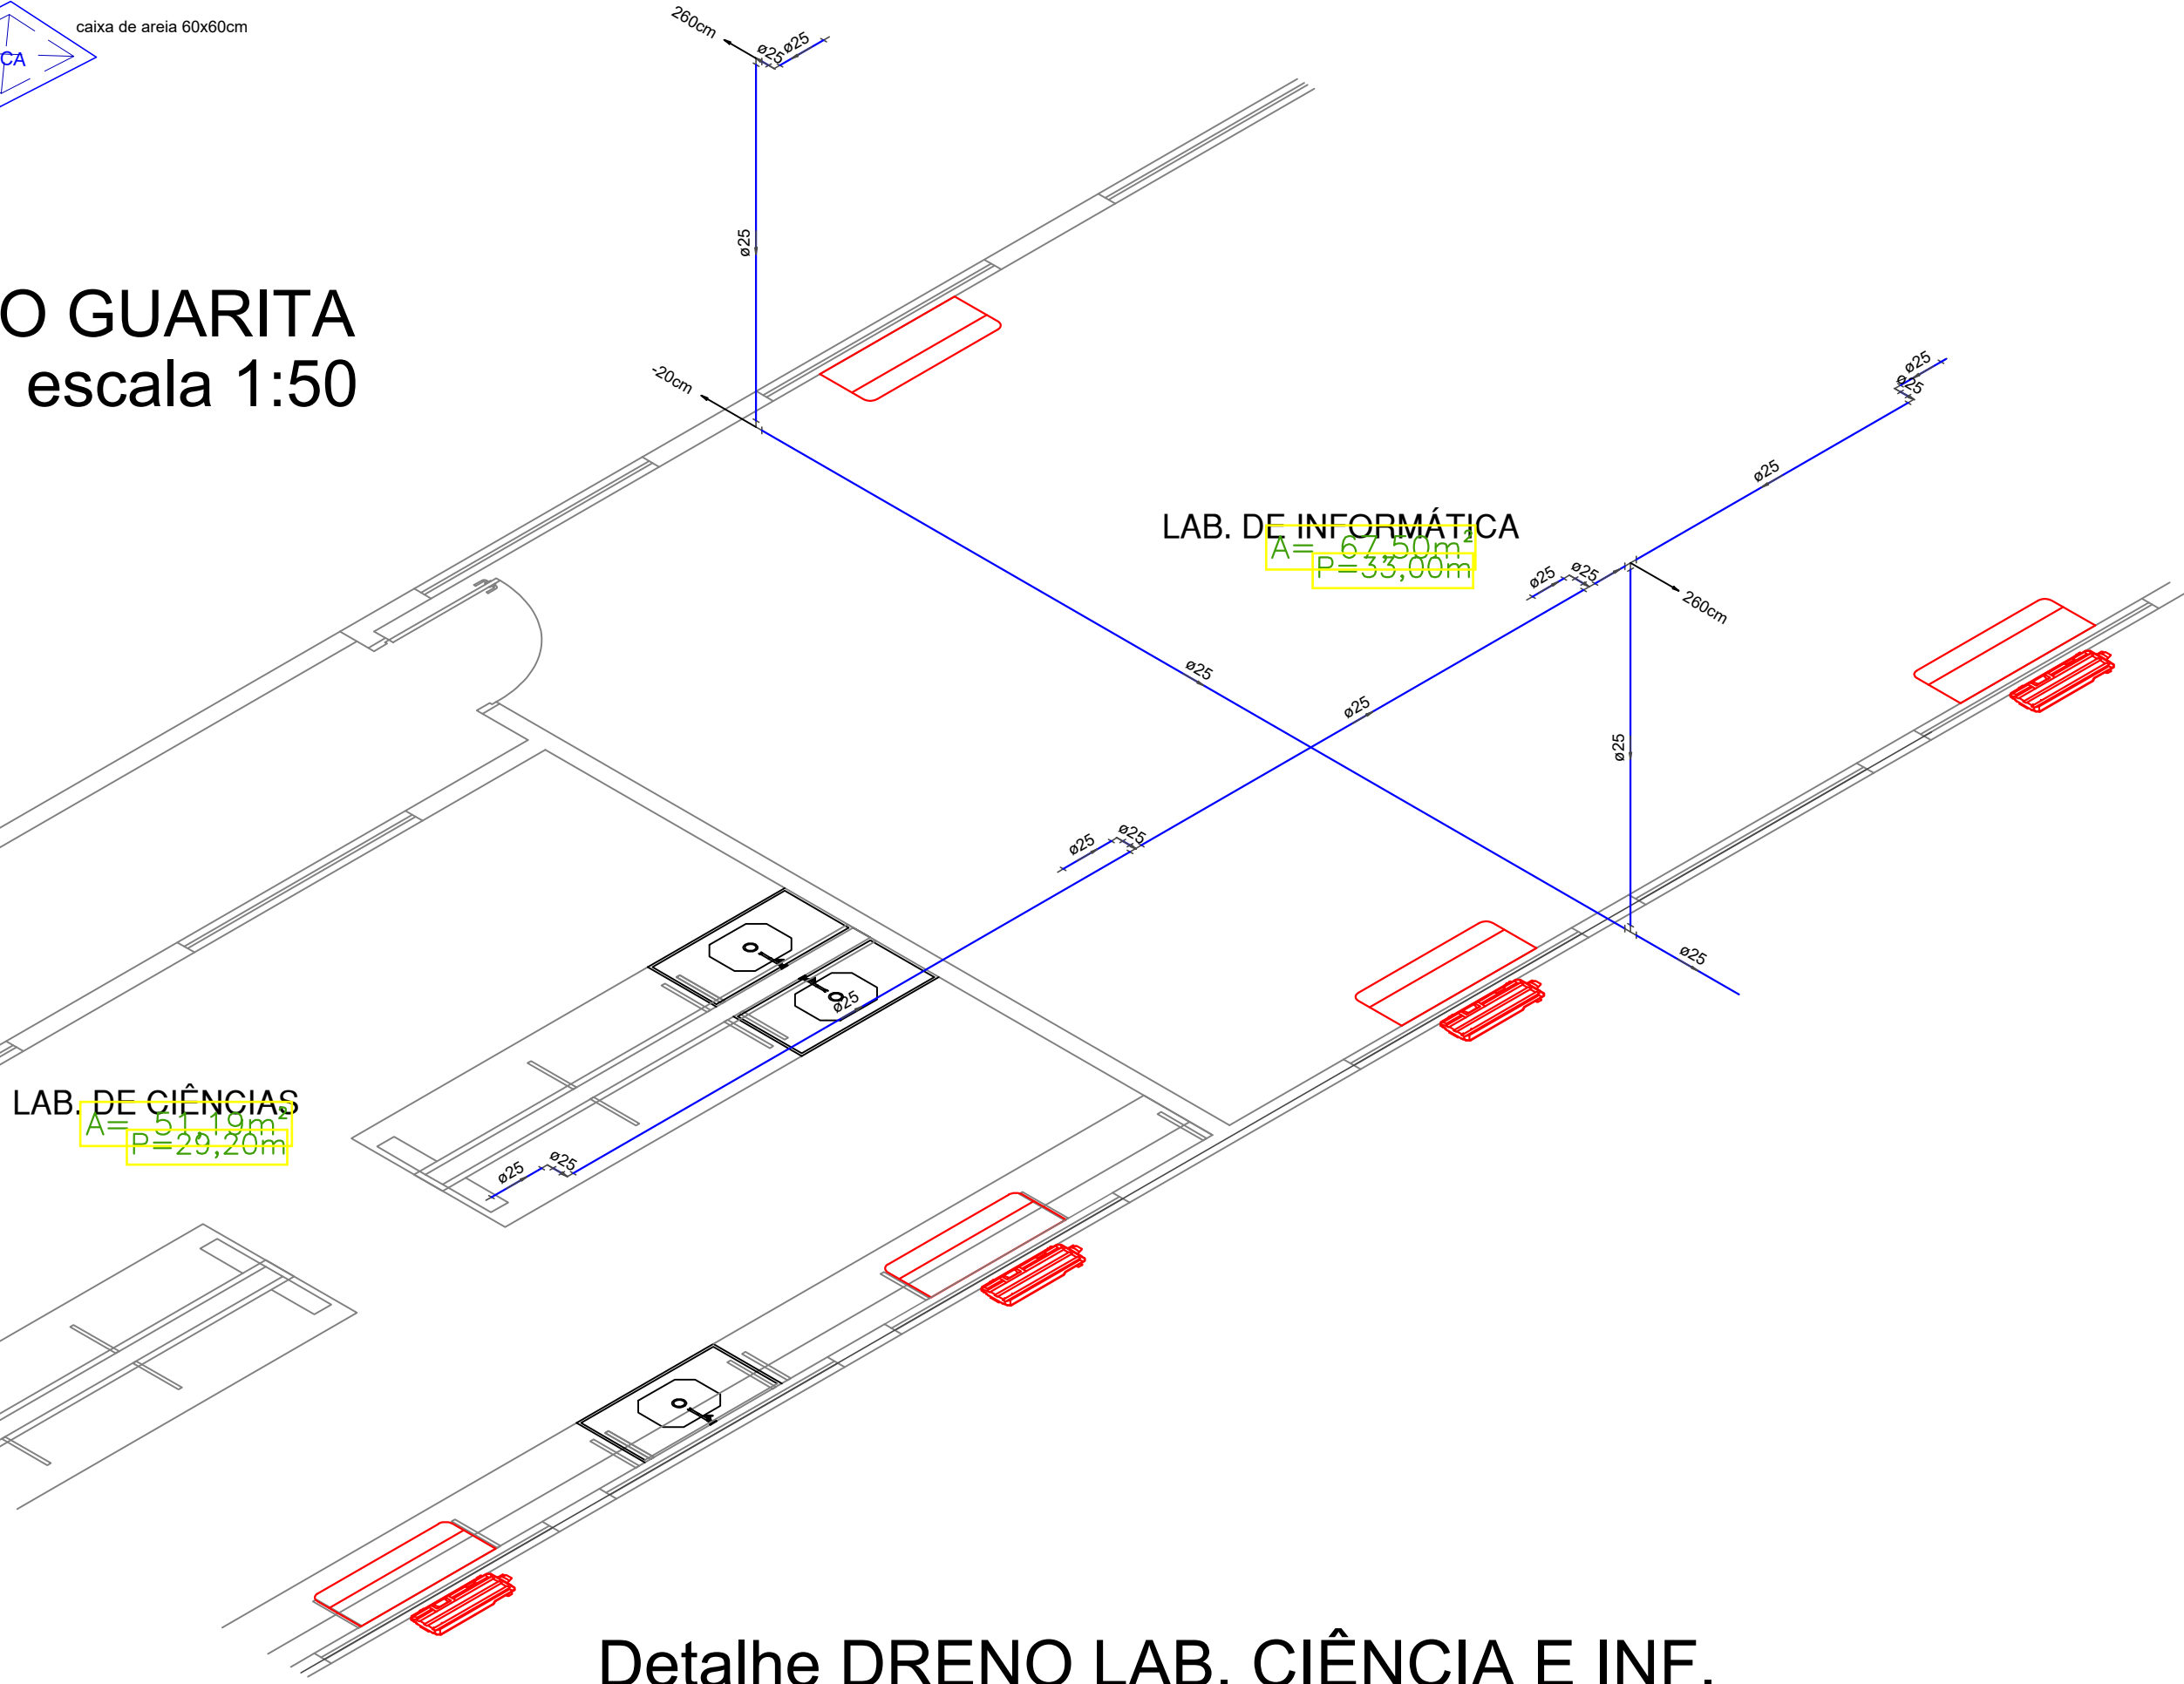 caixa de areia 60x60cm
CA
260cm
ø25
ø25
ø25
O GUARITA
escala 1:50
-20cm
ø25
ø25
ø25
LAB. DE INFORMÁTICA
A= 67,50m²
P=33,00m
ø25
ø25
260cm
ø25
ø25
ø25
ø25
ø25
ø25
ø25
ø25
LAB. DE CIÊNCIAS
A= 51,19m²
P=29,20m
ø25
ø25
Detalhe DRENO LAB. CIÊNCIA E INF.